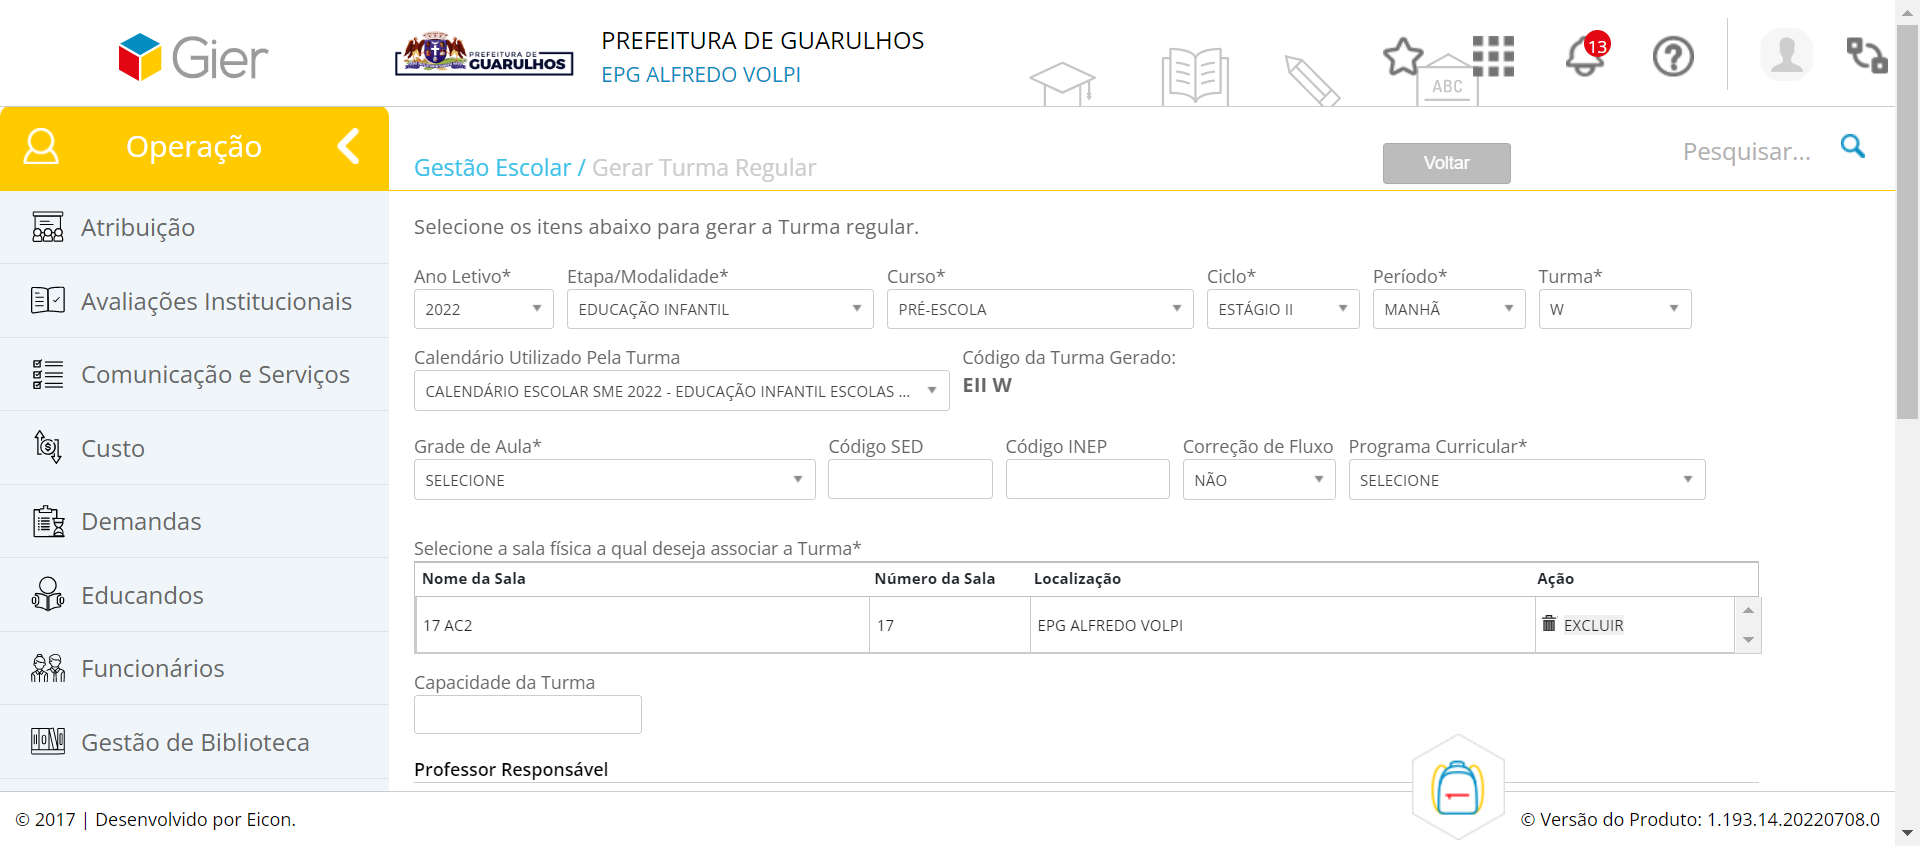 Gier
PREFEITURA DE
GUARULHOS
PREFEITURA DE GUARULHOS
EPG ALFREDO VOLPI
ABC
13
Operação
Gestão Escolar / Gerar Turma Regular
Voltar
Pesquisar...
Atribuição
Avaliações Institucionais
Comunicação e Serviços
Custo
Demandas
Educandos
Funcionários
Gestão de Biblioteca
Selecione os itens abaixo para gerar a Turma regular.
Ano Letivo* Etapa/Modalidade* Curso* Ciclo* Período* Turma*
2022 EDUCAÇÃO INFANTIL PRÉ-ESCOLA ESTÁGIO II MANHÃ W
Calendário Utilizado Pela Turma Código da Turma Gerado:
CALENDÁRIO ESCOLAR SME 2022 - EDUCAÇÃO INFANTIL ESCOLAS ... EII W
Grade de Aula* Código SED Código INEP Correção de Fluxo Programa Curricular*
SELECIONE NÃO SELECIONE
Selecione a sala física a qual deseja associar a Turma*
Nome da Sala Número da Sala Localização Ação
17 AC2 17 EPG ALFREDO VOLPI EXCLUIR
Capacidade da Turma
Professor Responsável
© 2017 | Desenvolvido por Eicon. © Versão do Produto: 1.193.14.20220708.0